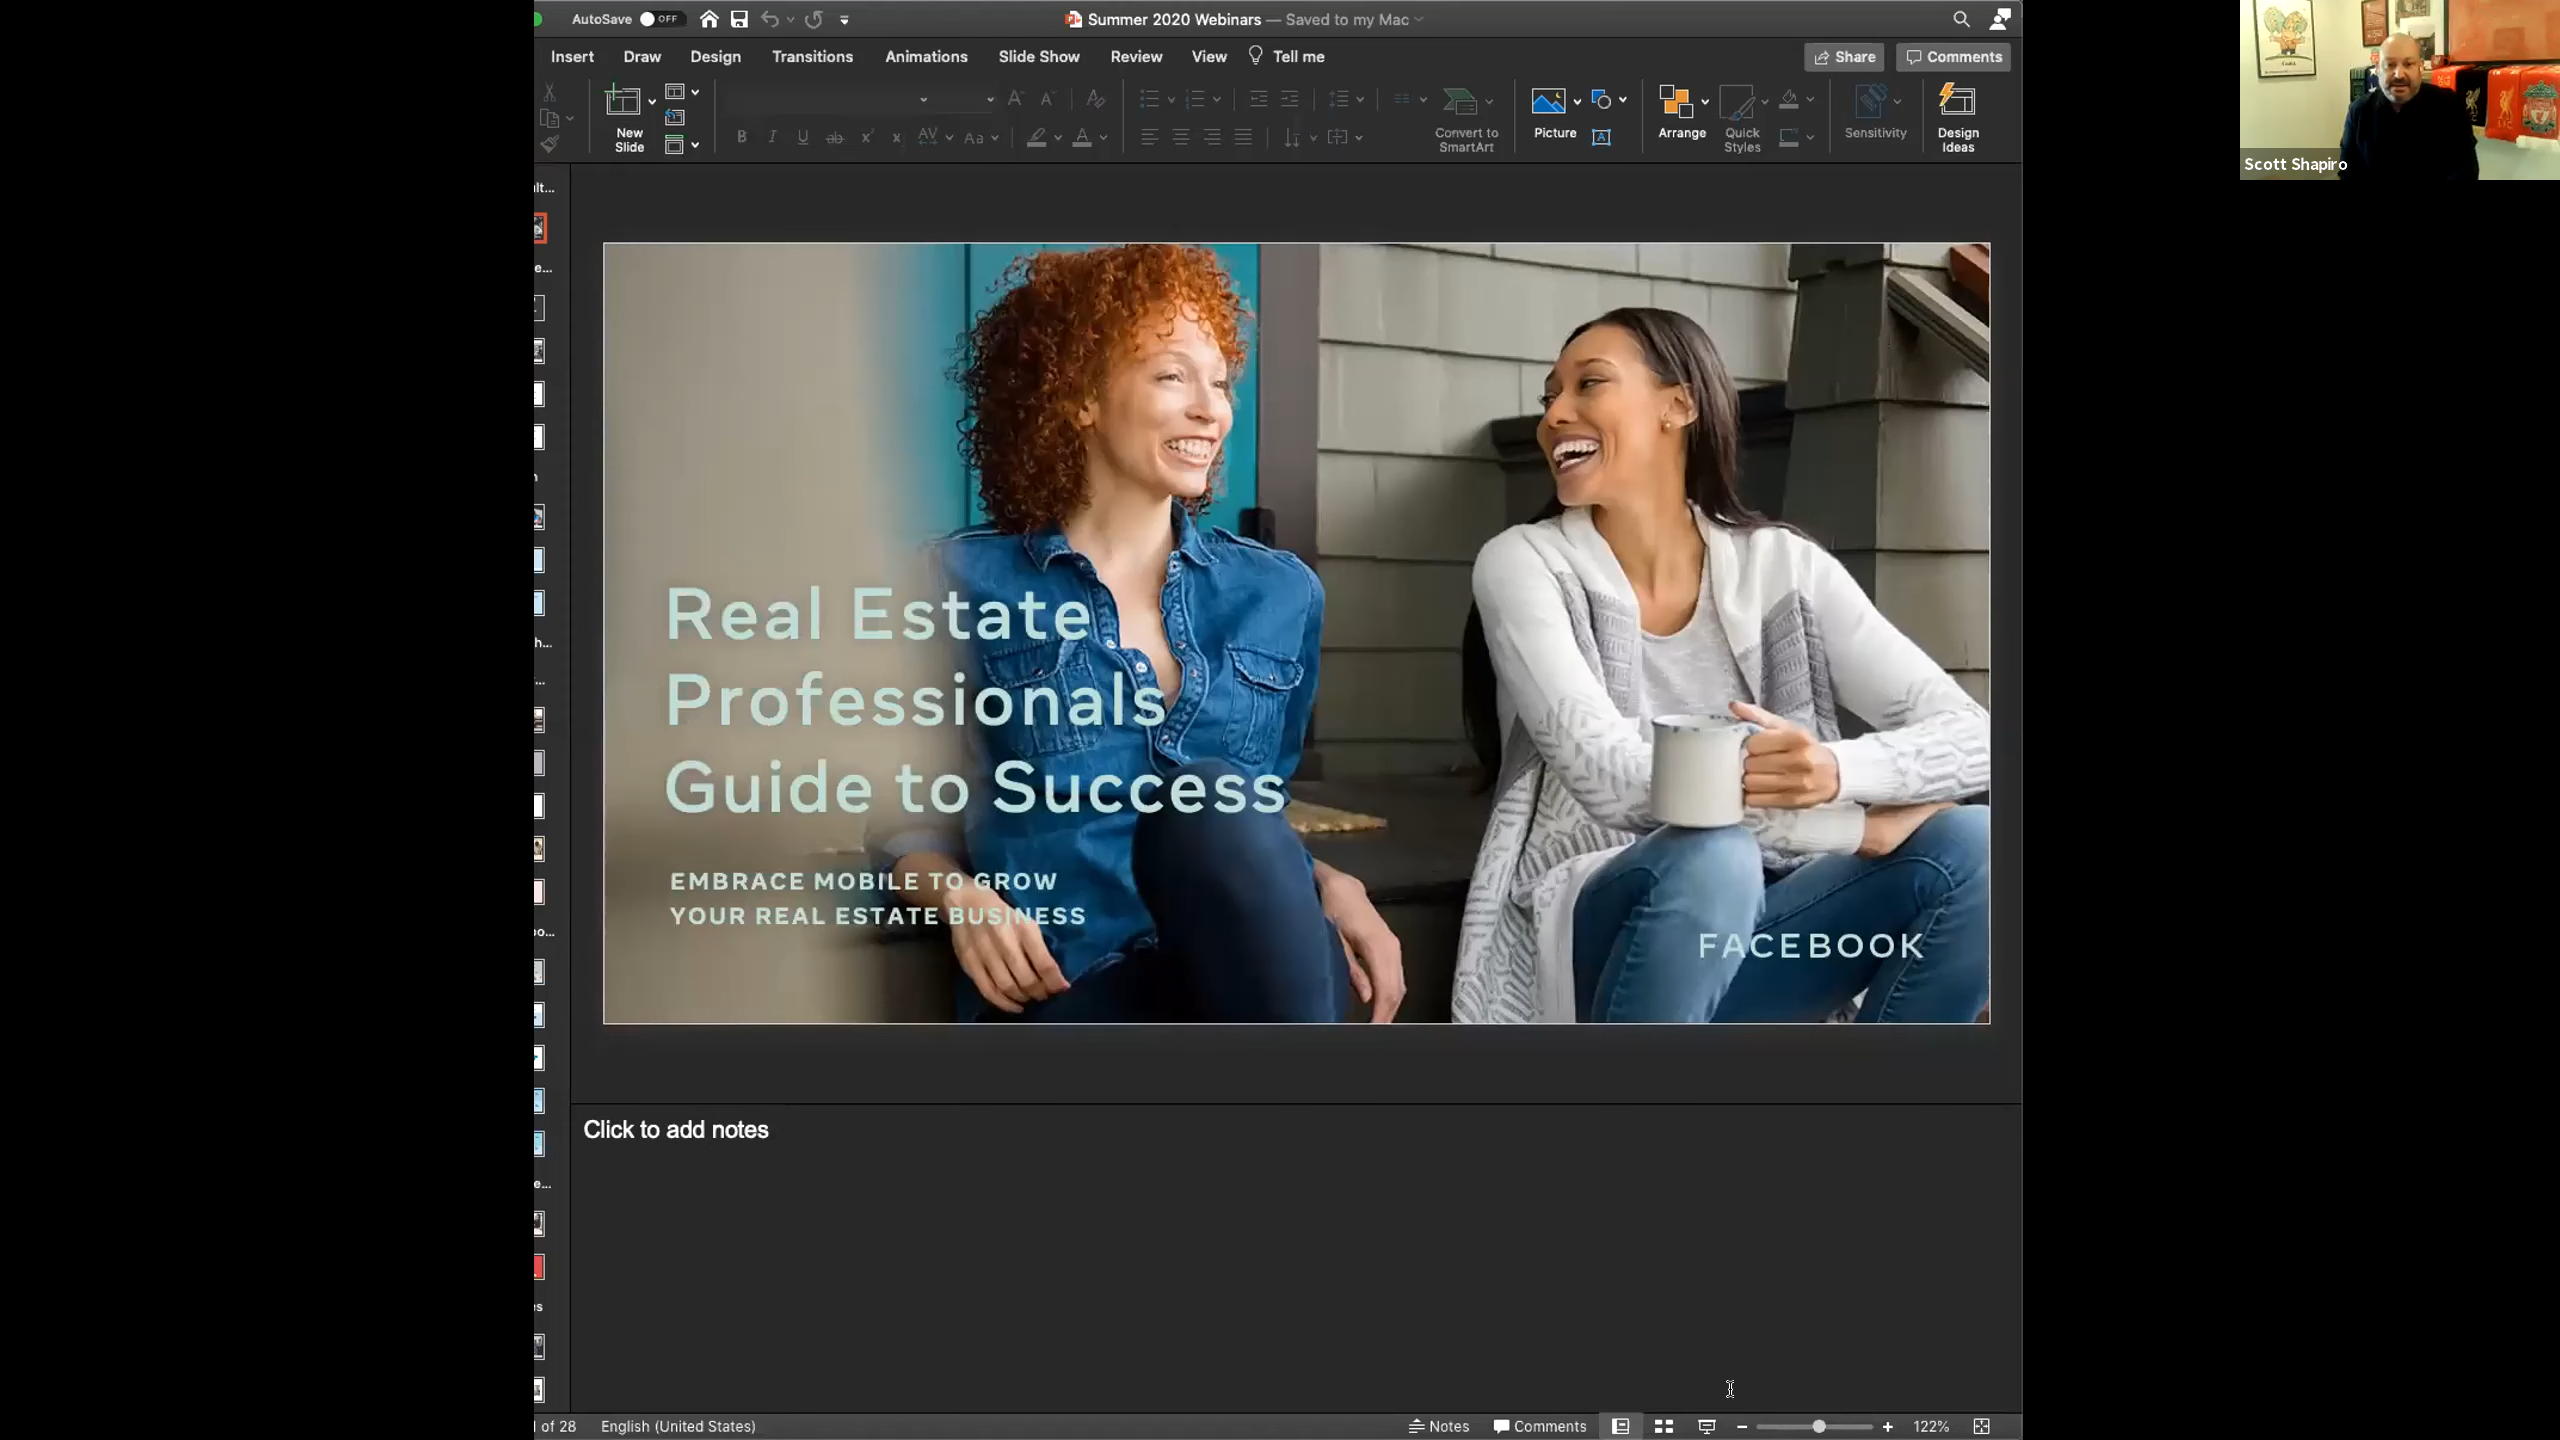 AutoSave OFF
Summer 2020 Webinars — Saved to my Mac
Insert Draw Design Transitions Animations Slide Show Review View Tell me
Share Comments
New Slide
Convert to SmartArt
Picture
Arrange
Quick Styles
Sensitivity
Design Ideas
Scott Shapiro
Real Estate
Professionals
Guide to Success
EMBRACE MOBILE TO GROW
YOUR REAL ESTATE BUSINESS
FACEBOOK
Click to add notes
of 28 English (United States) Notes Comments 122%